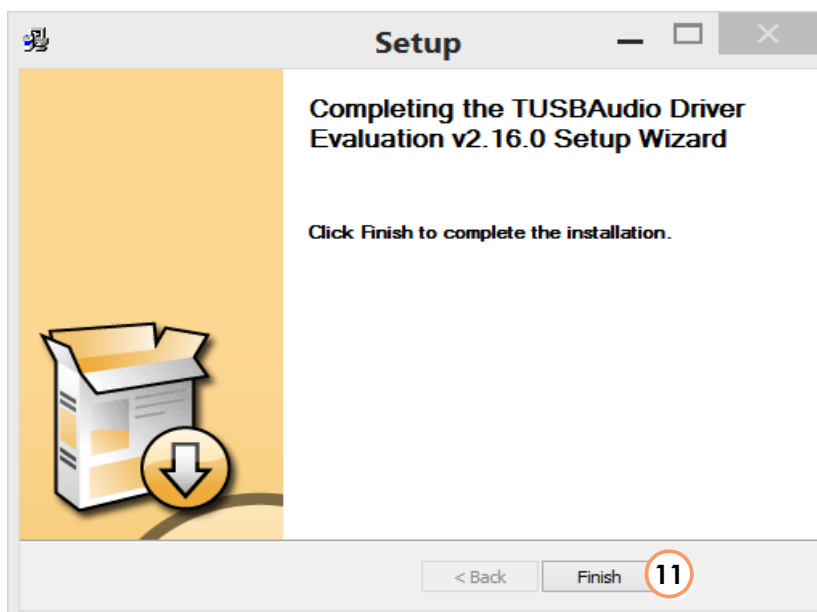 Setup
Completing the TUSBAudio Driver
Evaluation v2.16.0 Setup Wizard
Click Finish to complete the installation.
< Back
Finish
11